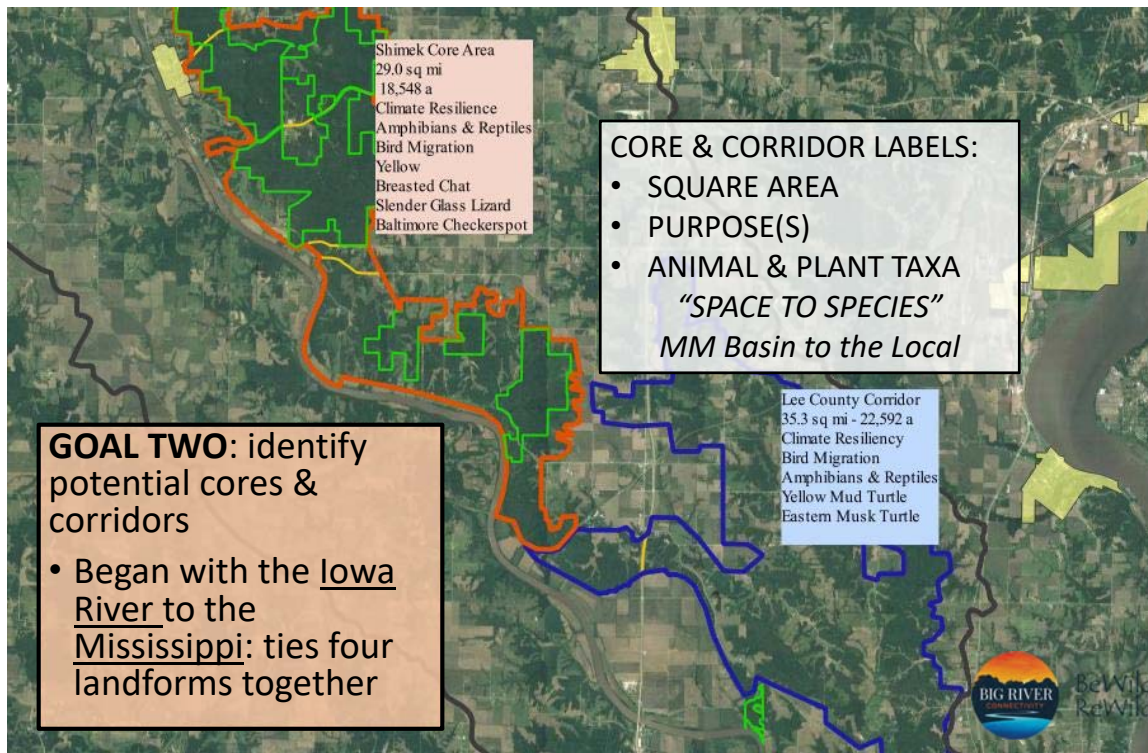 Shimek Core Area
29.0 sq mi
18,548 a
Climate Resilience
Amphibians & Reptiles
Bird Migration
Yellow
Breasted Chat
Slender Glass Lizard
Baltimore Checkerspot
CORE & CORRIDOR LABELS:
• SQUARE AREA
• PURPOSE(S)
• ANIMAL & PLANT TAXA
“SPACE TO SPECIES”
MM Basin to the Local
Lee County Corridor
35.3 sq mi - 22,592 a
Climate Resiliency
Bird Migration
Amphibians & Reptiles
Yellow Mud Turtle
Eastern Musk Turtle
GOAL TWO: identify
potential cores &
corridors
• Began with the Iowa
River to the
Mississippi: ties four
landforms together
BIG RIVER
CONNECTIVITY
BeWil
ReWil